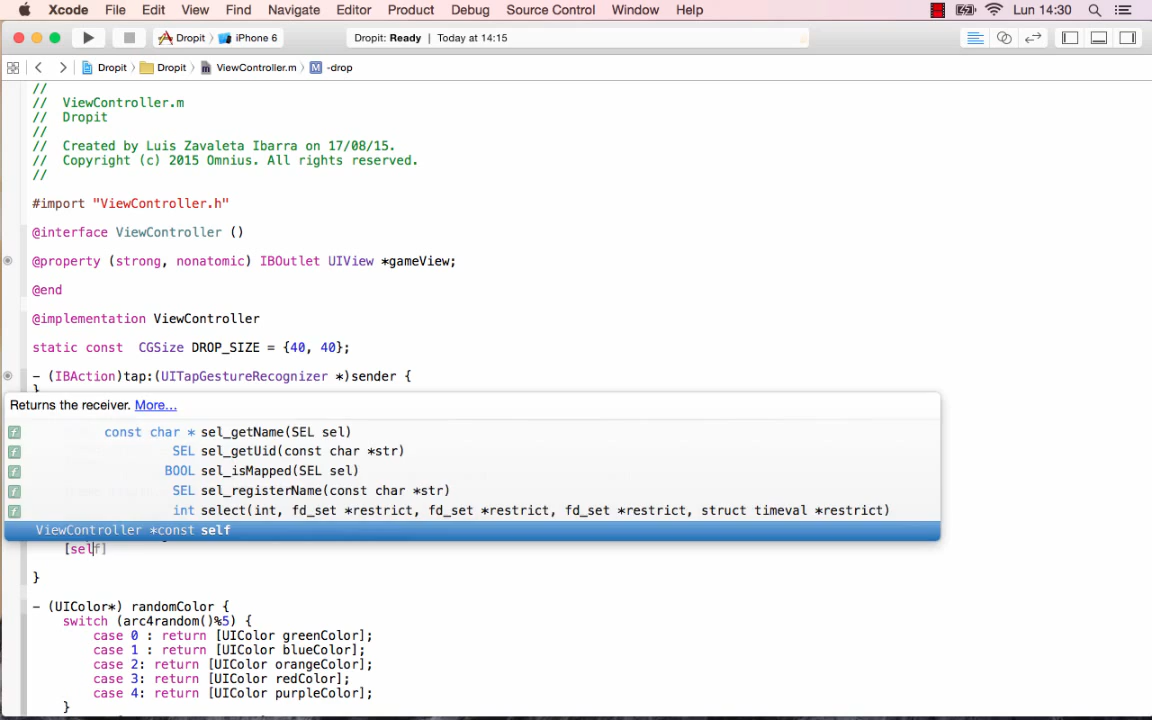 Xcode File Edit View Find Navigate Editor Product Debug Source Control Window Help Lun 14:30
Dropit iPhone 6 Dropit: Ready | Today at 14:15
Dropit Dropit ViewController.m M -drop
//
// ViewController.m
// Dropit
//
// Created by Luis Zavaleta Ibarra on 17/08/15.
// Copyright (c) 2015 Omnius. All rights reserved.
//
#import "ViewController.h"
@interface ViewController ()
@property (strong, nonatomic) IBOutlet UIView *gameView;
@end
@implementation ViewController
static const  CGSize DROP_SIZE = {40, 40};
- (IBAction)tap:(UITapGestureRecognizer *)sender {
}
Returns the receiver. More...
f const char * sel_getName(SEL sel)
f SEL sel_getUid(const char *str)
f BOOL sel_isMapped(SEL sel)
f SEL sel_registerName(const char *str)
f int select(int, fd_set *restrict, fd_set *restrict, fd_set *restrict, struct timeval *restrict)
ViewController *const self
[self]
}
- (UIColor*) randomColor {
switch (arc4random()%5) {
case 0 : return [UIColor greenColor];
case 1 : return [UIColor blueColor];
case 2: return [UIColor orangeColor];
case 3: return [UIColor redColor];
case 4: return [UIColor purpleColor];
}